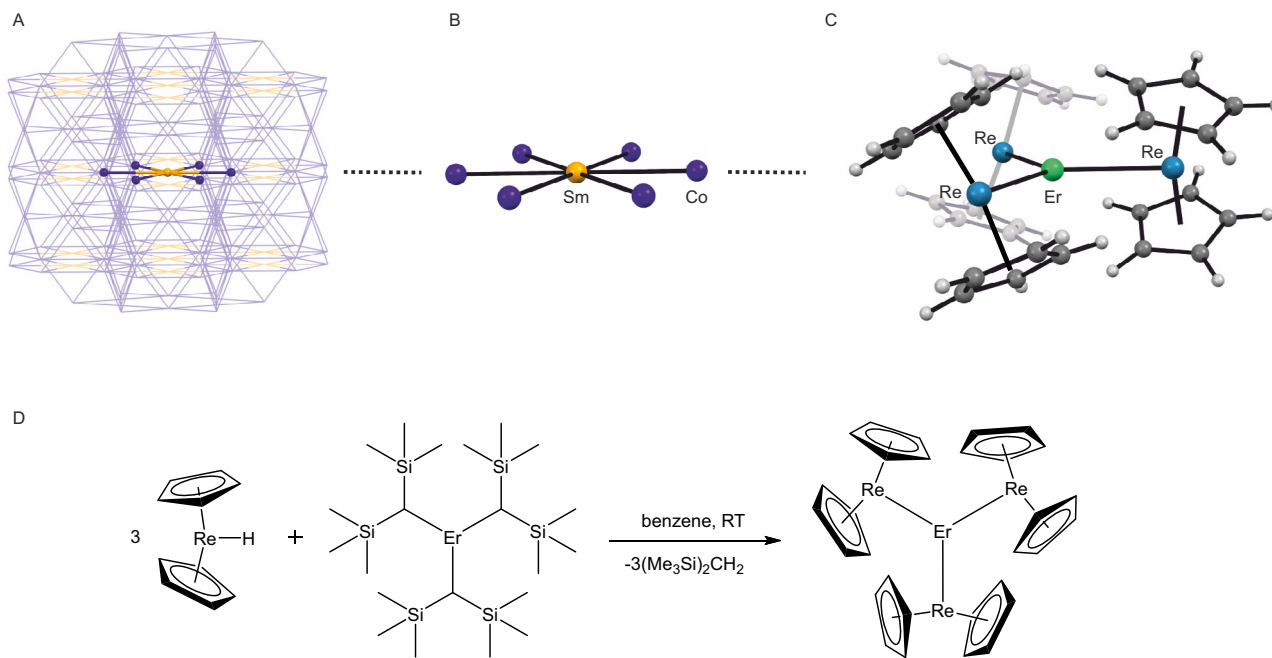 A
B
C
Sm
Co
Re
Re
Re
Er
D
3
Re
H
+
Si
Si
Si
Er
Si
Si
Si
benzene, RT
-3(Me3Si)2CH2
Re
Re
Er
Re